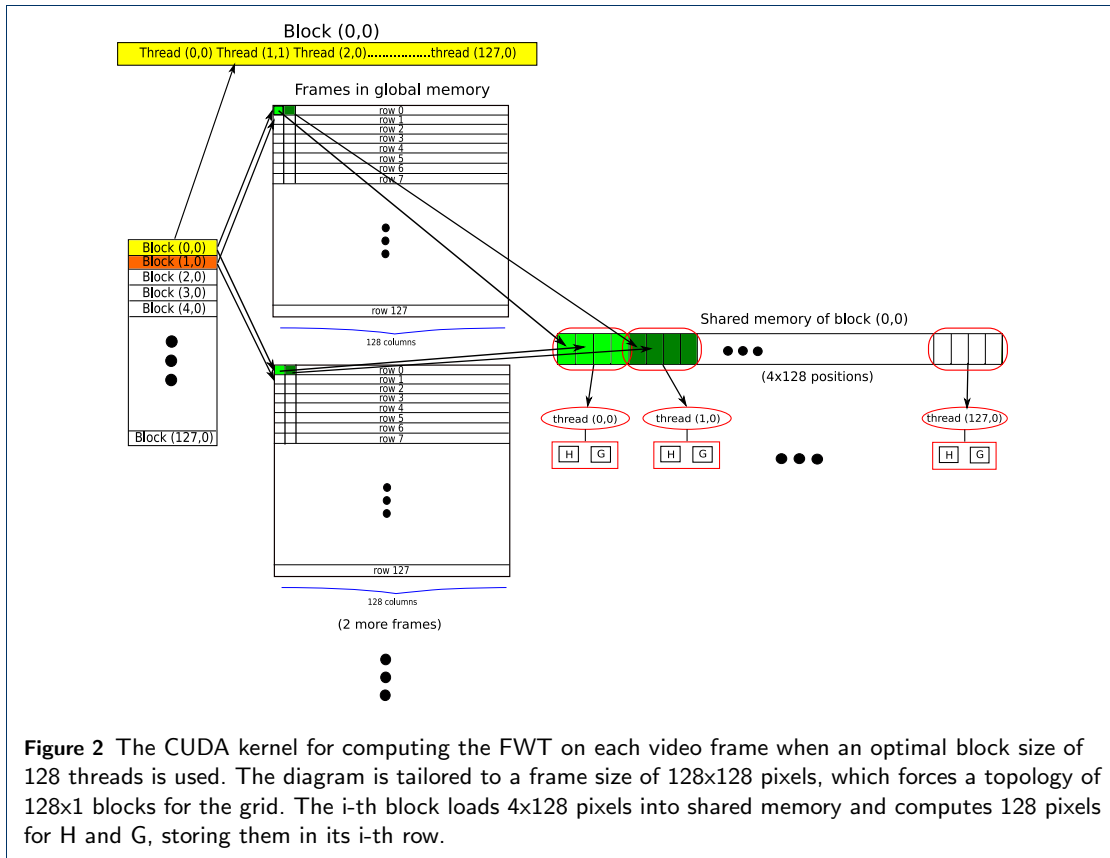 Block (0,0)
Thread (0,0) Thread (1,1) Thread (2,0)................thread (127,0)
Frames in global memory
row 0
row 1
row 2
row 3
row 4
row 5
row 6
row 7
row 127
128 columns
Block (0,0)
Block (1,0)
Block (2,0)
Block (3,0)
Block (4,0)
Block (127,0)
row 0
row 1
row 2
row 3
row 4
row 5
row 6
row 7
row 127
128 columns
(2 more frames)
Shared memory of block (0,0)
(4x128 positions)
thread (0,0)
thread (1,0)
thread (127,0)
H G
H G
H G
Figure 2 The CUDA kernel for computing the FWT on each video frame when an optimal block size of
128 threads is used. The diagram is tailored to a frame size of 128x128 pixels, which forces a topology of
128x1 blocks for the grid. The i-th block loads 4x128 pixels into shared memory and computes 128 pixels
for H and G, storing them in its i-th row.